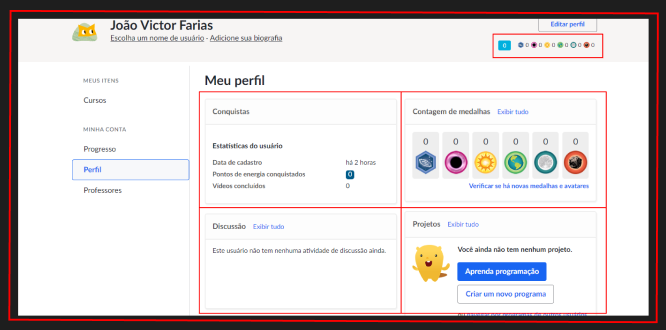 João Victor Farias
Editar perfil
Escolha um nome de usuário - Adicione sua biografia
0 0 0 0 0 0 0
MEUS ITENS
Cursos
MINHA CONTA
Progresso
Perfil
Professores
Meu perfil
Conquistas
Estatísticas do usuário
Data de cadastro há 2 horas
Pontos de energia conquistados 0
Vídeos concluídos 0
Contagem de medalhas Exibir tudo
0 0 0 0 0 0
Verificar se há novas medalhas e avatares
Discussão Exibir tudo
Este usuário não tem nenhuma atividade de discussão ainda.
Projetos Exibir tudo
Você ainda não tem nenhum projeto.
Aprenda programação
Criar um novo programa